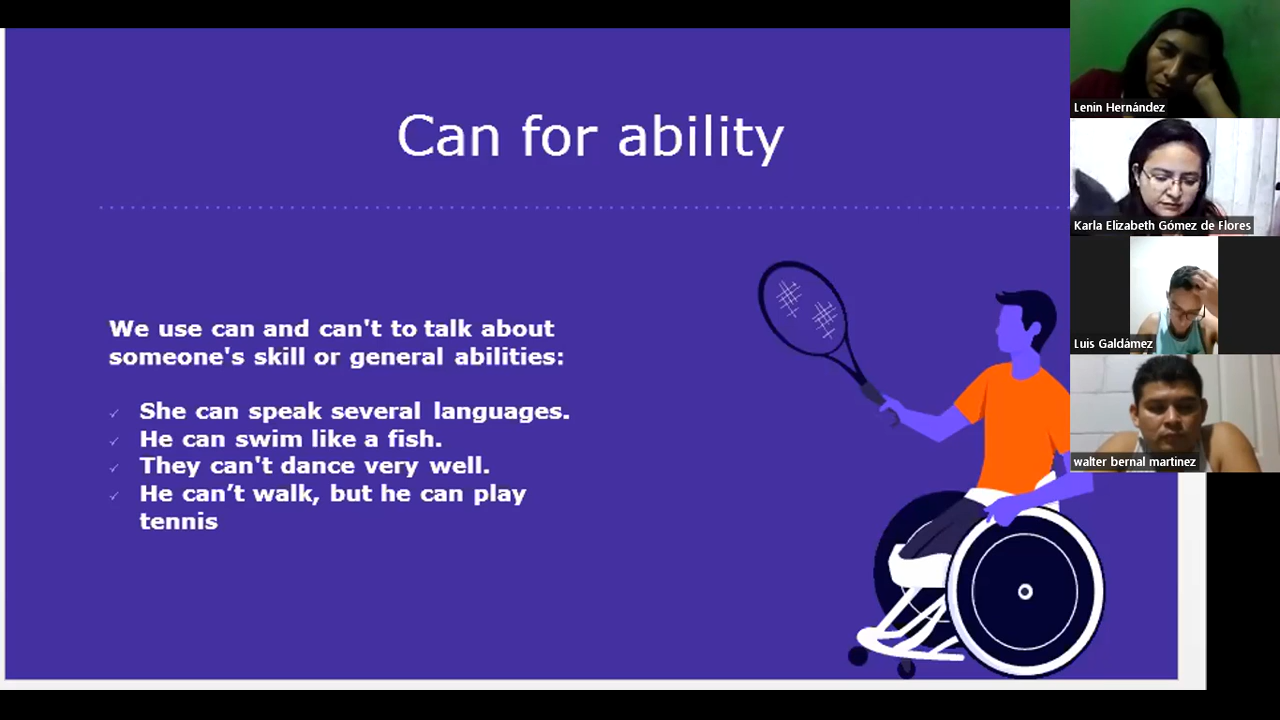 Can for ability
We use can and can't to talk about
someone's skill or general abilities:
✓ She can speak several languages.
✓ He can swim like a fish.
✓ They can't dance very well.
✓ He can’t walk, but he can play
tennis
Lenin Hernández
Karla Elizabeth Gómez de Flores
Luis Galdámez
walter bernal martinez